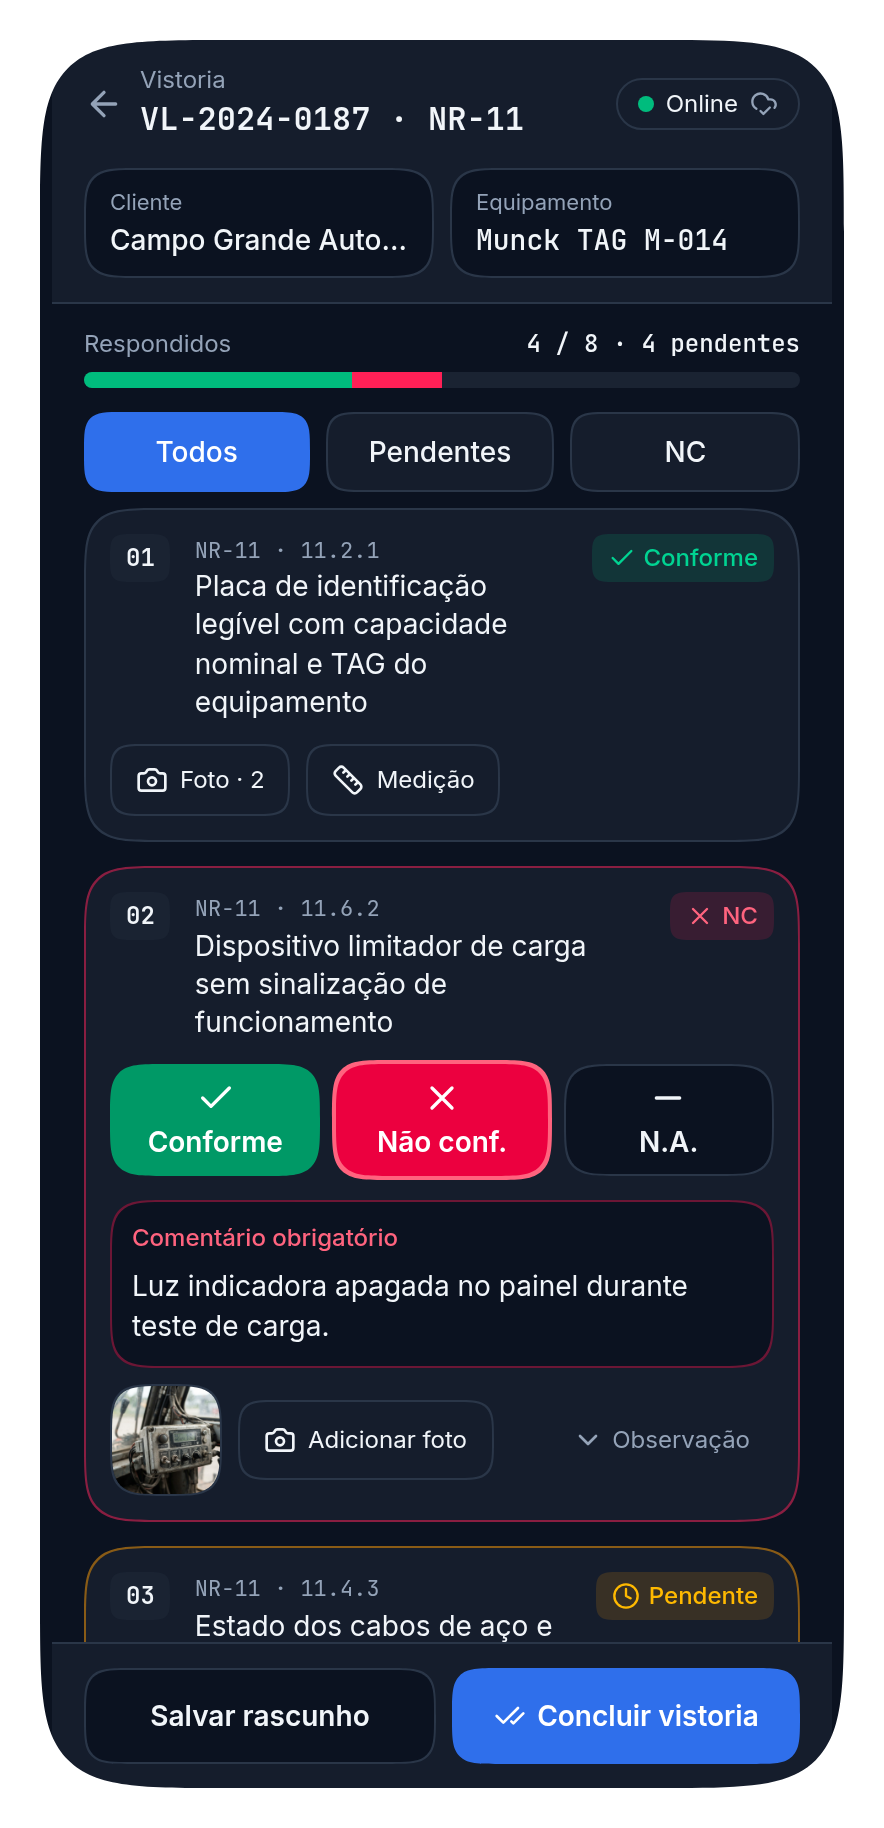 Vistoria
VL-2024-0187 · NR-11
Online
Cliente
Campo Grande Auto...
Equipamento
Munck TAG M-014
Respondidos
4 / 8 · 4 pendentes
Todos
Pendentes
NC
01
NR-11 · 11.2.1
Conforme
Placa de identificação
legível com capacidade
nominal e TAG do
equipamento
Foto · 2
Medição
02
NR-11 · 11.6.2
NC
Dispositivo limitador de carga
sem sinalização de
funcionamento
Conforme
Não conf.
N.A.
Comentário obrigatório
Luz indicadora apagada no painel durante
teste de carga.
Adicionar foto
Observação
03
NR-11 · 11.4.3
Pendente
Estado dos cabos de aço e
Salvar rascunho
Concluir vistoria